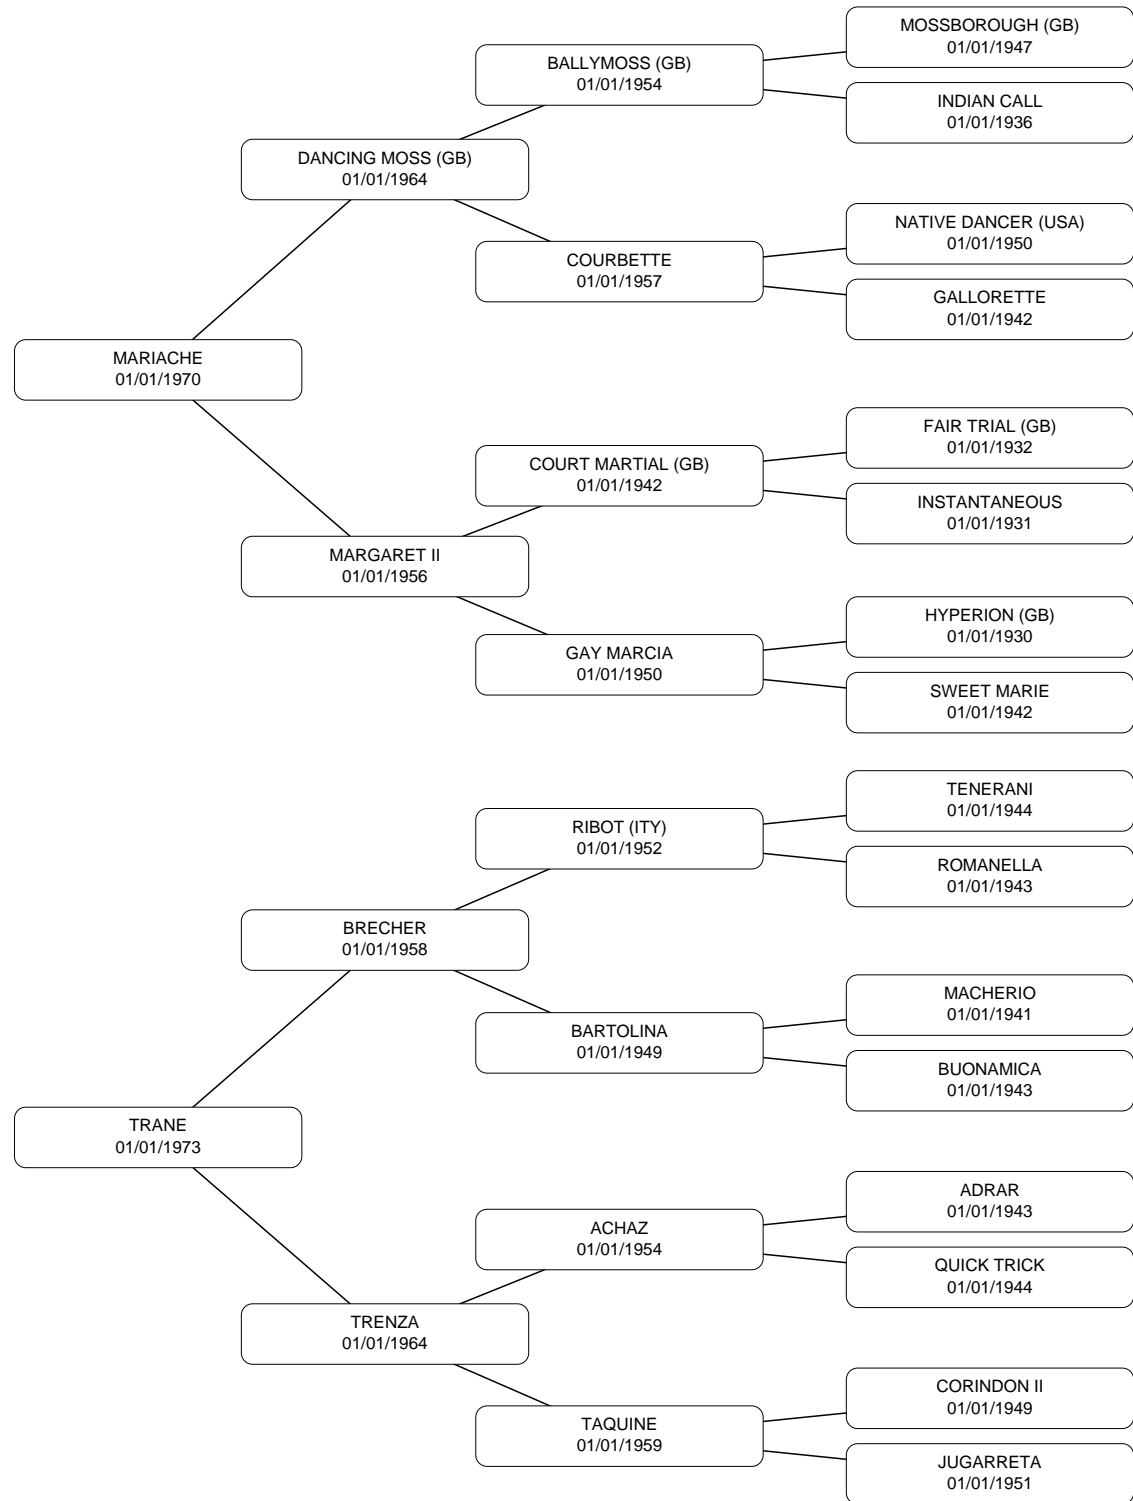 MOSSBOROUGH (GB)
01/01/1947
BALLYMOSS (GB)
01/01/1954
INDIAN CALL
01/01/1936
DANCING MOSS (GB)
01/01/1964
NATIVE DANCER (USA)
01/01/1950
COURBETTE
01/01/1957
GALLORETTE
01/01/1942
MARIACHE
01/01/1970
FAIR TRIAL (GB)
01/01/1932
COURT MARTIAL (GB)
01/01/1942
INSTANTANEOUS
01/01/1931
MARGARET II
01/01/1956
HYPERION (GB)
01/01/1930
GAY MARCIA
01/01/1950
SWEET MARIE
01/01/1942
TENERANI
01/01/1944
RIBOT (ITY)
01/01/1952
ROMANELLA
01/01/1943
BRECHER
01/01/1958
MACHERIO
01/01/1941
BARTOLINA
01/01/1949
BUONAMICA
01/01/1943
TRANE
01/01/1973
ADRAR
01/01/1943
ACHAZ
01/01/1954
QUICK TRICK
01/01/1944
TRENZA
01/01/1964
CORINDON II
01/01/1949
TAQUINE
01/01/1959
JUGARRETA
01/01/1951